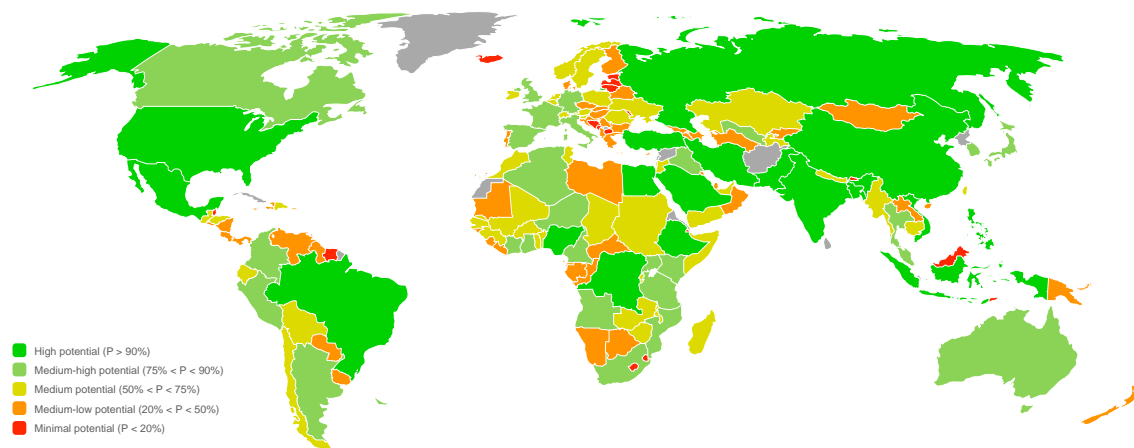 High potential (P > 90%)
Medium-high potential (75% < P < 90%)
Medium potential (50% < P < 75%)
Medium-low potential (20% < P < 50%)
Minimal potential (P < 20%)